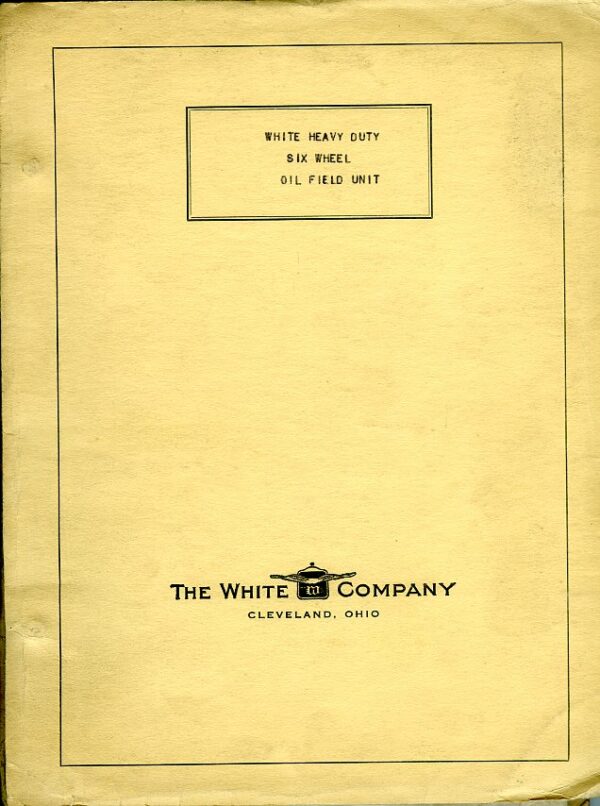 WHITE HEAVY DUTY
SIX WHEEL
OIL FIELD UNIT
THE WHITE W COMPANY
CLEVELAND, OHIO